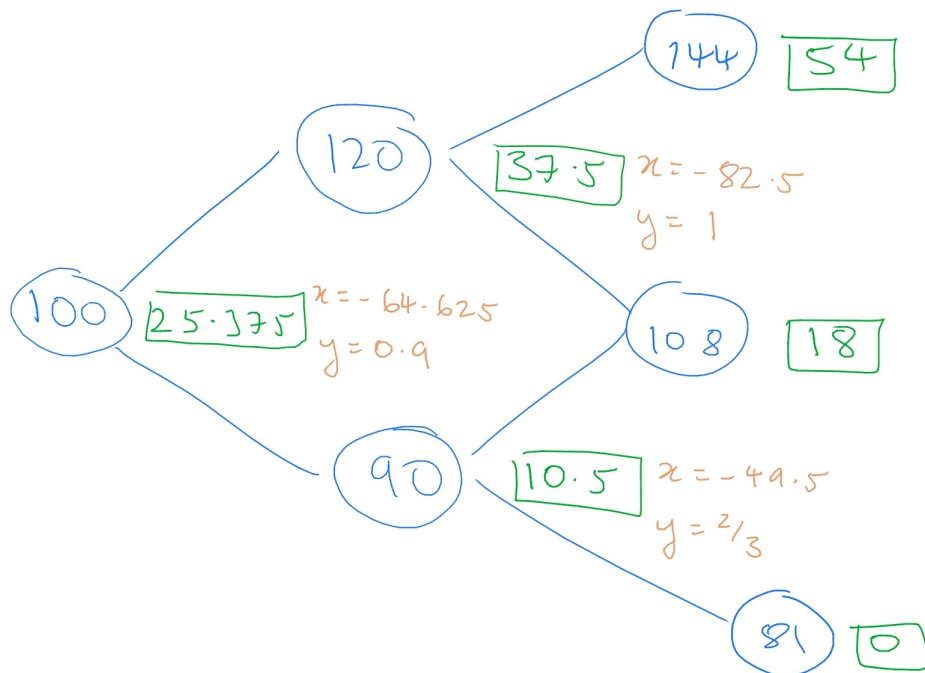 144
54
120
37.5
x = -82.5
y = 1
100
25.375
x = -64.625
y = 0.9
108
18
90
10.5
x = -49.5
y = 2/3
81
0